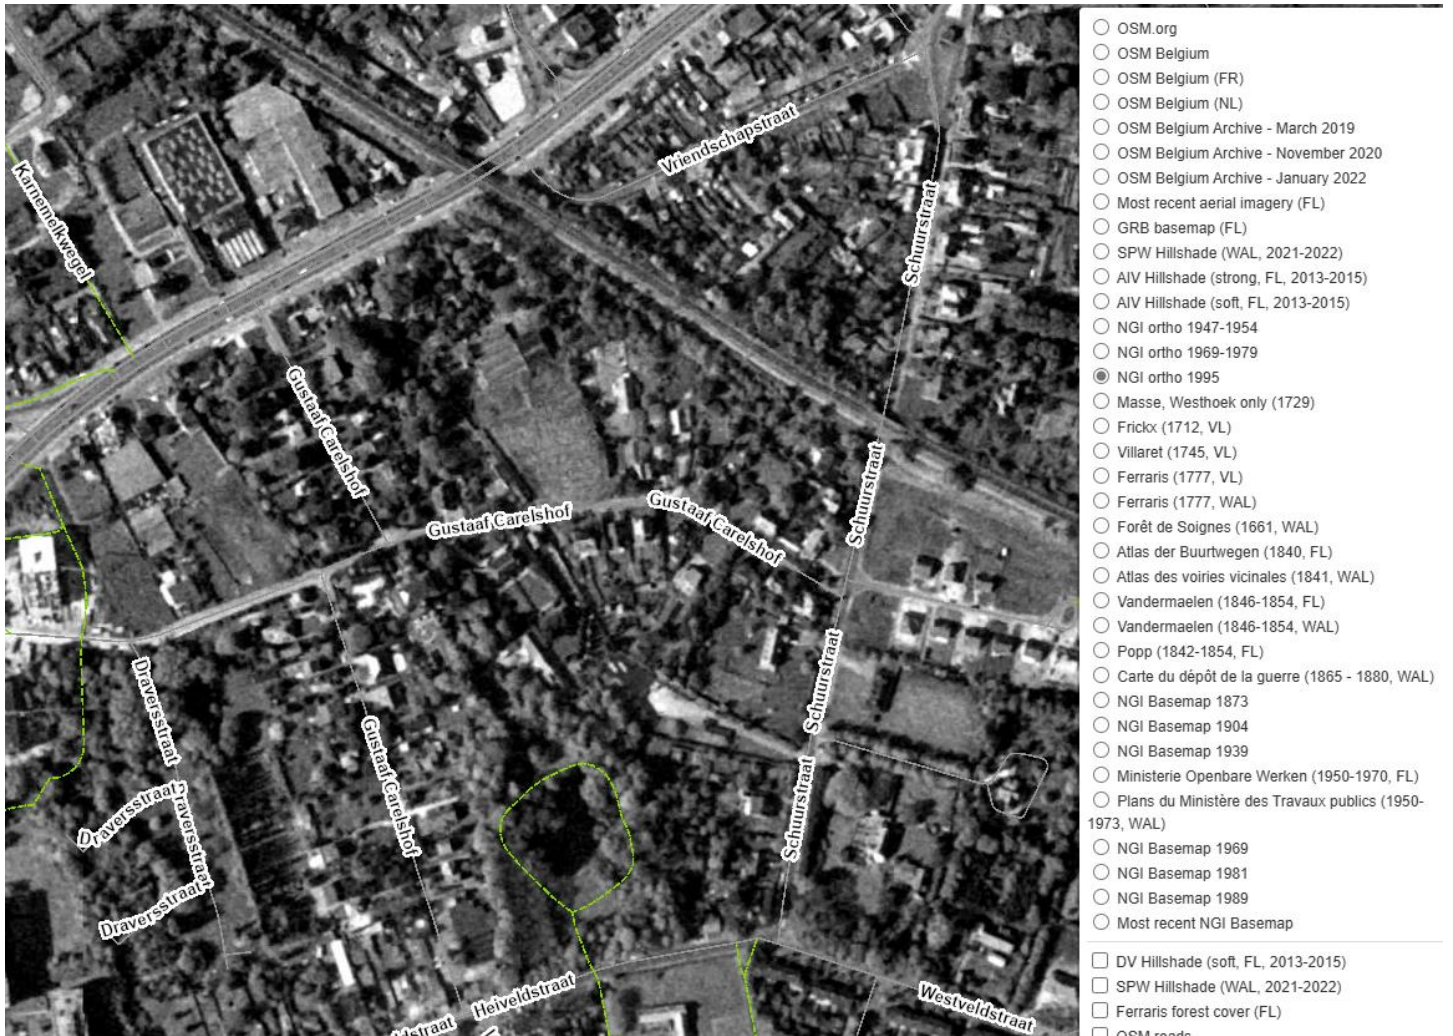 Karnemelkwegel
Vriendschapstraat
Schuurstraat
Gustaaf Carelshof
Schuurstraat
Gustaaf Carelshof
Gustaaf Carelshof
Schuurstraat
Draversstraat
Gustaaf Carelshof
Schuurstraat
Draversstraat
Draversstraat
Draversstraat
Heiveldstraat
Westveldstraat
OSM.org
OSM Belgium
OSM Belgium (FR)
OSM Belgium (NL)
OSM Belgium Archive - March 2019
OSM Belgium Archive - November 2020
OSM Belgium Archive - January 2022
Most recent aerial imagery (FL)
GRB basemap (FL)
SPW Hillshade (WAL, 2021-2022)
AIV Hillshade (strong, FL, 2013-2015)
AIV Hillshade (soft, FL, 2013-2015)
NGI ortho 1947-1954
NGI ortho 1969-1979
NGI ortho 1995
Masse, Westhoek only (1729)
Frickx (1712, VL)
Villaret (1745, VL)
Ferraris (1777, VL)
Ferraris (1777, WAL)
Forêt de Soignes (1661, WAL)
Atlas der Buurtwegen (1840, FL)
Atlas des voiries vicinales (1841, WAL)
Vandermaelen (1846-1854, FL)
Vandermaelen (1846-1854, WAL)
Popp (1842-1854, FL)
Carte du dépôt de la guerre (1865 - 1880, WAL)
NGI Basemap 1873
NGI Basemap 1904
NGI Basemap 1939
Ministerie Openbare Werken (1950-1970, FL)
Plans du Ministère des Travaux publics (1950-
1973, WAL)
NGI Basemap 1969
NGI Basemap 1981
NGI Basemap 1989
Most recent NGI Basemap
DV Hillshade (soft, FL, 2013-2015)
SPW Hillshade (WAL, 2021-2022)
Ferraris forest cover (FL)
OSM roads